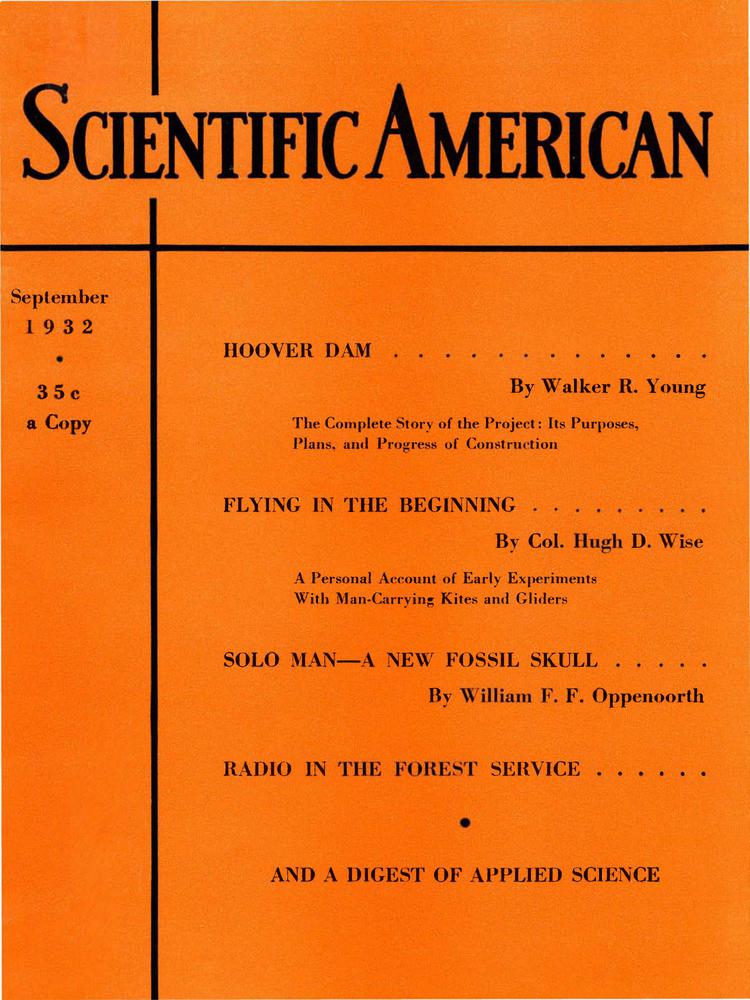 SCIENTIFIC AMERICAN
September
1932
•
35c
a Copy
HOOVER DAM . . . . . . . . . . . . . .
By Walker R. Young
The Complete Story of the Project: Its Purposes,
Plans, and Progress of Construction
FLYING IN THE BEGINNING . . . . . . . . .
By Col. Hugh D. Wise
A Personal Account of Early Experiments
With Man-Carrying Kites and Gliders
SOLO MAN—A NEW FOSSIL SKULL . . . . .
By William F. F. Oppenoorth
RADIO IN THE FOREST SERVICE . . . . . .
•
AND A DIGEST OF APPLIED SCIENCE